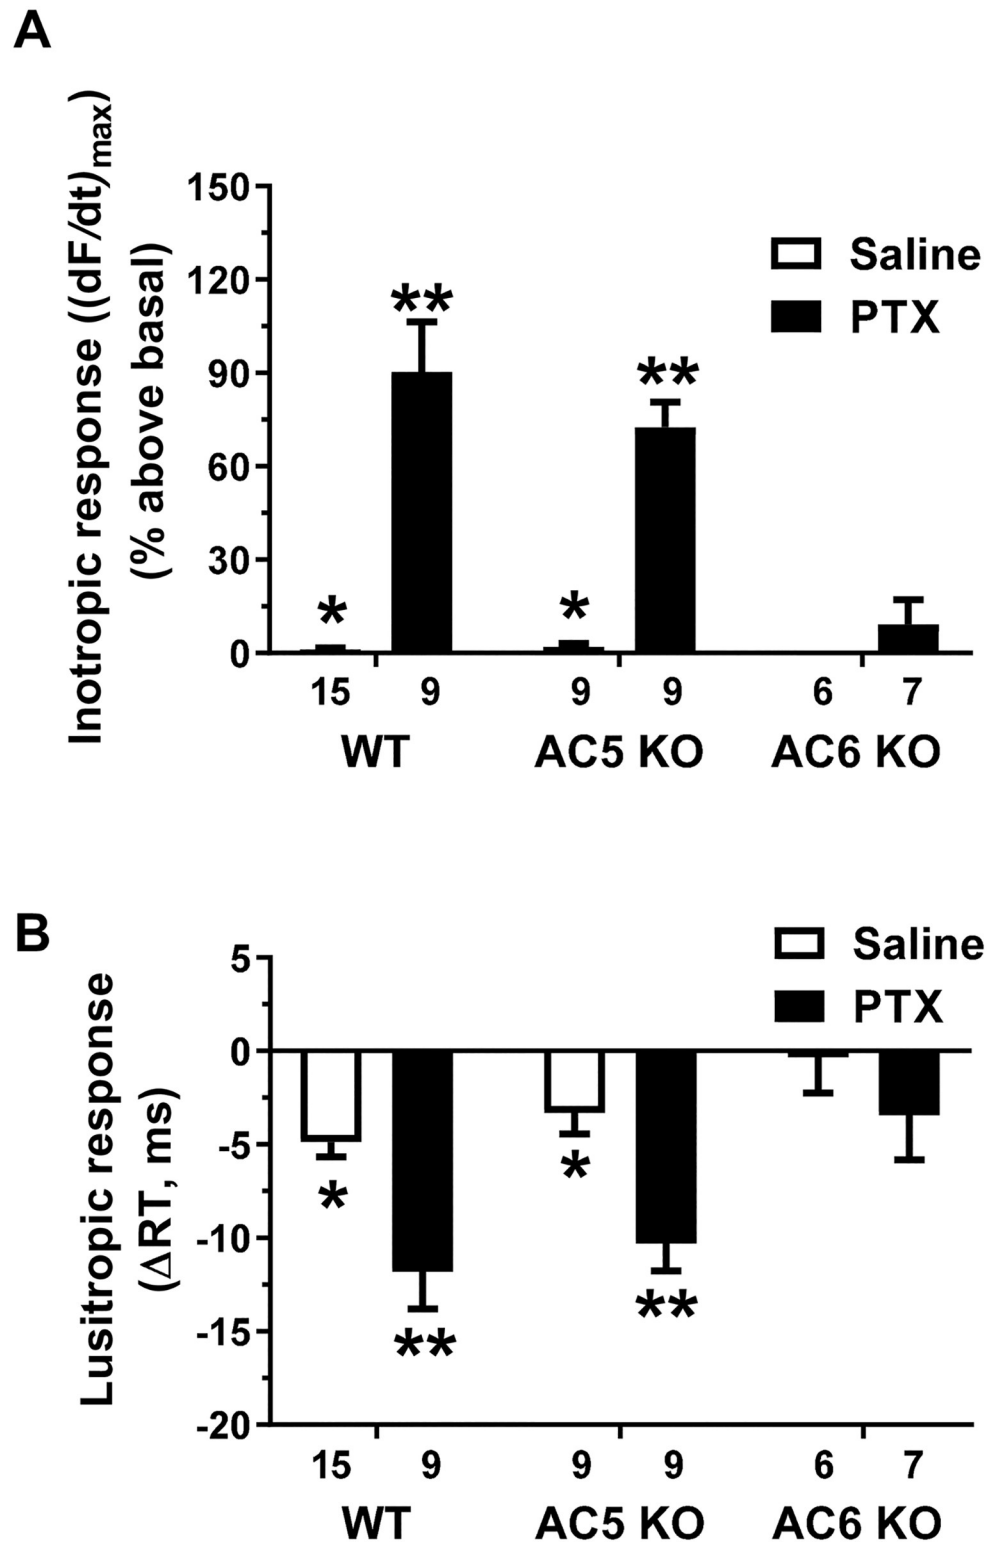 A
Inotropic response ((dF/dt)max)
(% above basal)
150
120
90
60
30
0
Saline
PTX
*
**
*
**
15 9 9 9 6 7
WT AC5 KO AC6 KO
B
Lusitropic response
(ΔRT, ms)
5
0
-5
-10
-15
-20
Saline
PTX
*
**
*
**
15 9 9 9 6 7
WT AC5 KO AC6 KO